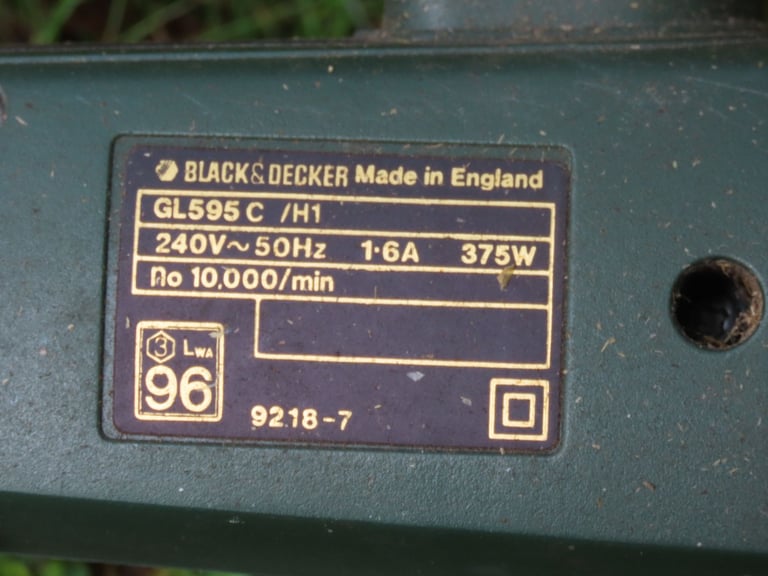 BLACK & DECKER Made in England
GL595 C /H1
240V~50Hz 1·6A 375W
no 10,000/min
3 LWA
96
9218-7